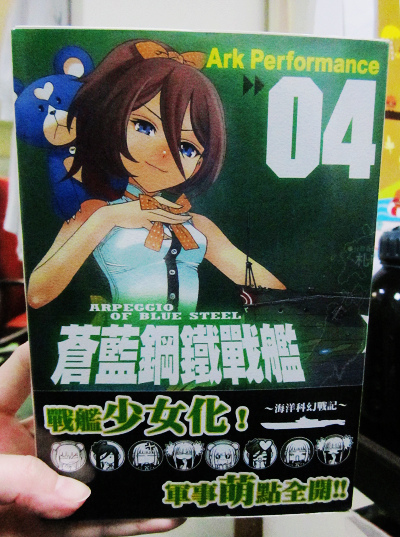 Ark Performance
04
ARPEGGIO
OF BLUE STEEL
蒼藍鋼鐵戰艦
戰艦少女化！
～海洋科幻戰記～
軍事萌點全開!!